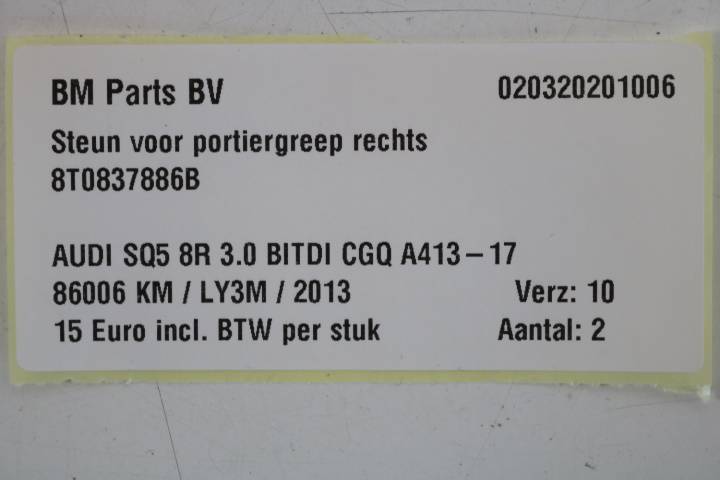 BM Parts BV 020320201006
Steun voor portiergreep rechts
8T0837886B
AUDI SQ5 8R 3.0 BITDI CGQ A413-17
86006 KM / LY3M / 2013 Verz: 10
15 Euro incl. BTW per stuk Aantal: 2